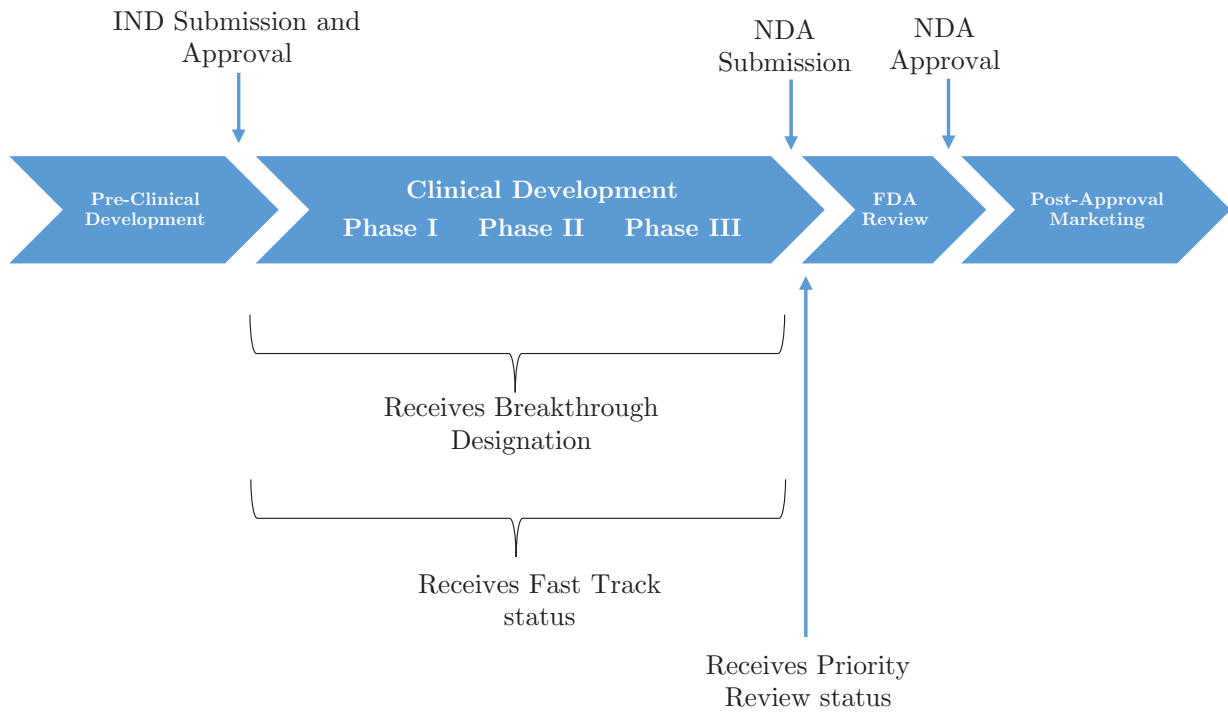 IND Submission and
Approval
NDA
Submission
NDA
Approval
Pre-Clinical
Development
Clinical Development
Phase I Phase II Phase III
FDA
Review
Post-Approval
Marketing
Receives Breakthrough
Designation
Receives Fast Track
status
Receives Priority
Review status